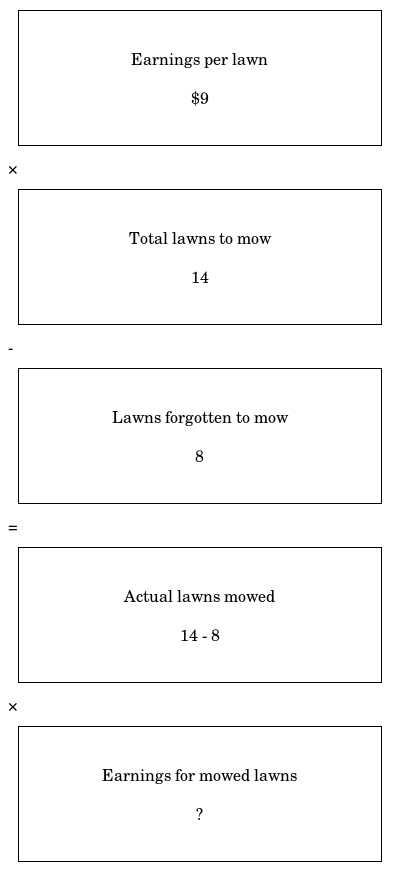 Earnings per lawn
$9
×
Total lawns to mow
14
-
Lawns forgotten to mow
8
=
Actual lawns mowed
14 - 8
×
Earnings for mowed lawns
?